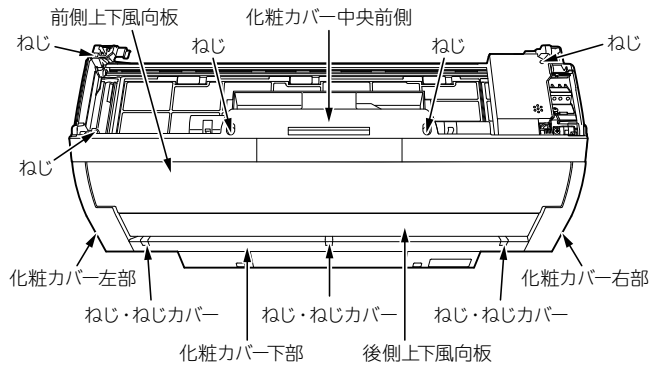 前側上下風向板
化粧カバー中央前側
ねじ
ねじ
ねじ
ねじ
ねじ
化粧カバー左部
化粧カバー右部
ねじ・ねじカバー
ねじ・ねじカバー
ねじ・ねじカバー
化粧カバー下部
後側上下風向板